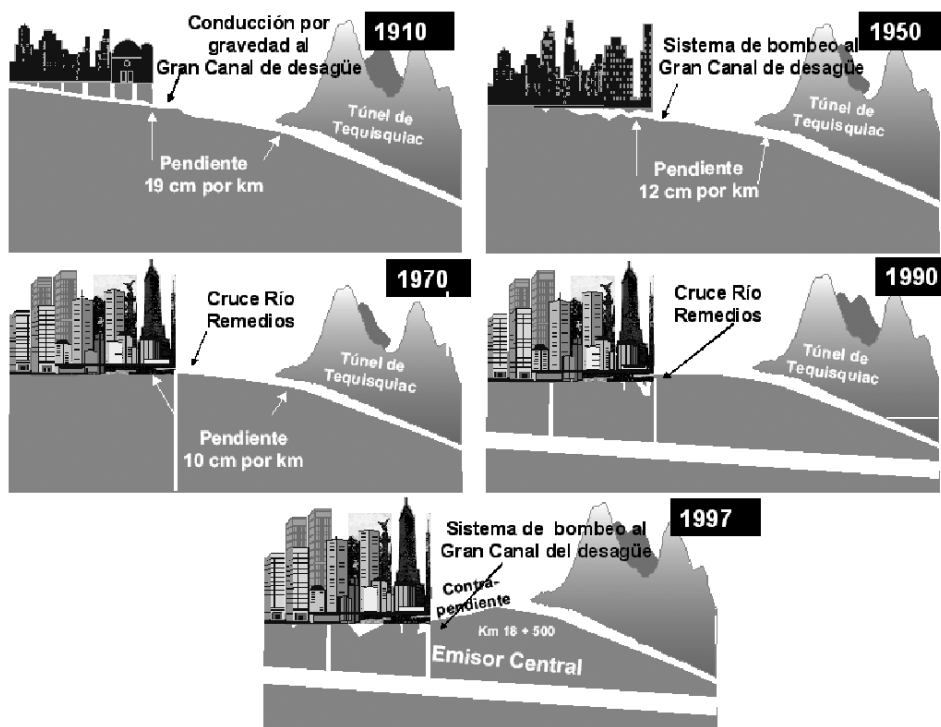 Conducción por
gravedad al
Gran Canal de desagüe
1910
Túnel de
Tequisquiac
Pendiente
19 cm por km
1950
Sistema de bombeo al
Gran Canal de desagüe
Túnel de
Tequisquiac
Pendiente
12 cm por km
1970
Cruce Río
Remedios
Túnel de
Tequisquiac
Pendiente
10 cm por km
1990
Cruce Río
Remedios
Túnel de
Tequisquiac
1997
Sistema de bombeo al
Gran Canal del desagüe
Contra-
pendiente
Km 18 + 500
Emisor Central